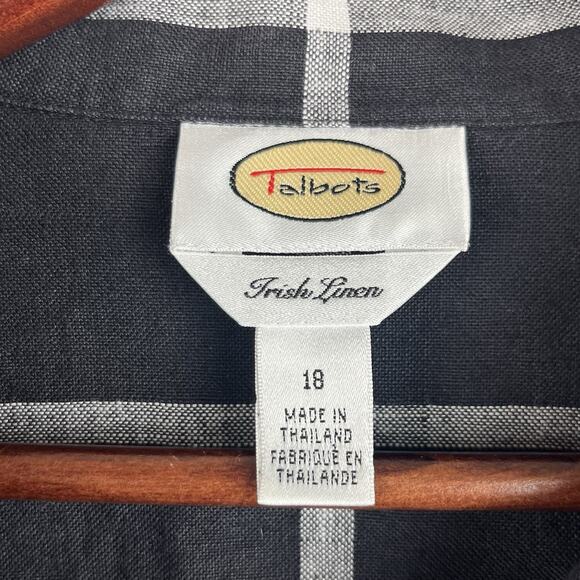 Talbots
Irish Linen
18
MADE IN
THAILAND
FABRIQUÉ EN
THAILANDE